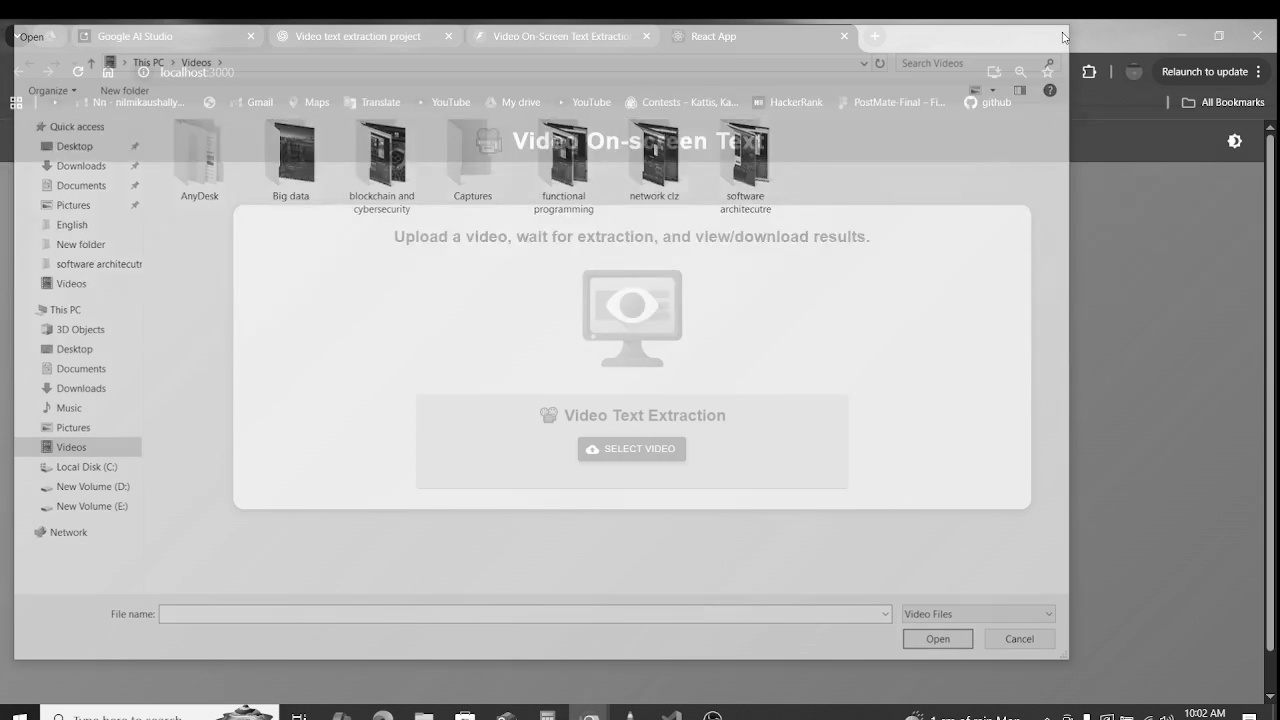 Open
Google AI Studio
Video text extraction project
Video On-Screen Text Extractio
React App
This PC
Videos
Search Videos
localhost:3000
Relaunch to update
Organize
New folder
Nn - nilmikaushally...
Gmail
Maps
Translate
YouTube
My drive
YouTube
Contests - Kattis, Ka...
HackerRank
PostMate-Final – Fi...
github
All Bookmarks
Quick access
Desktop
Downloads
Documents
Pictures
English
New folder
software architecutr
Videos
This PC
3D Objects
Desktop
Documents
Downloads
Music
Pictures
Videos
Local Disk (C:)
New Volume (D:)
New Volume (E:)
Network
Video On-screen Text
AnyDesk
Big data
blockchain and
cybersecurity
Captures
functional
programming
network clz
software
architecutre
Upload a video, wait for extraction, and view/download results.
Video Text Extraction
SELECT VIDEO
File name:
Video Files
Open
Cancel
Type here to search
10:02 AM